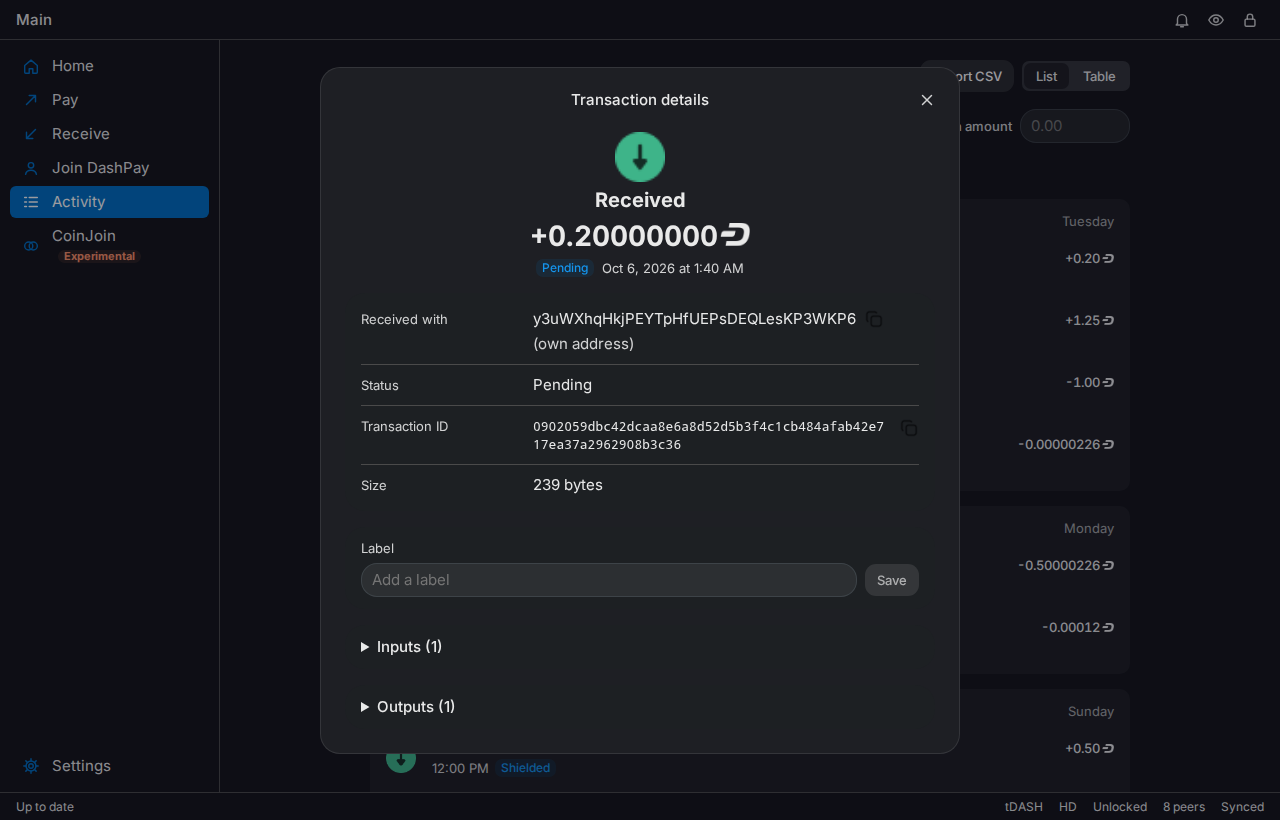 Main
Home
Pay
Receive
Join DashPay
Activity
CoinJoin
Experimental
Settings
ort CSV
List
Table
amount
0.00
Transaction details
Received
+0.20000000
Pending
Oct 6, 2026 at 1:40 AM
Received with
y3uWXhqHkjPEYTpHfUEPsDEQLesKP3WKP6
(own address)
Status
Pending
Transaction ID
0902059dbc42dcaa8e6a8d52d5b3f4c1cb484afab42e7
17ea37a2962908b3c36
Size
239 bytes
Label
Add a label
Save
Inputs (1)
Outputs (1)
Tuesday
+0.20
+1.25
-1.00
-0.00000226
Monday
-0.50000226
-0.00012
Sunday
+0.50
12:00 PM
Shielded
Up to date
tDASH
HD
Unlocked
8 peers
Synced